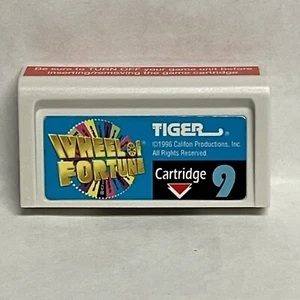 Be sure to TURN OFF your game unit before
inserting/removing the game cartridge
WHEEL OF
FORTUNE
TIGER®
©1996 Califon Productions, Inc.
All Rights Reserved.
Cartridge 9